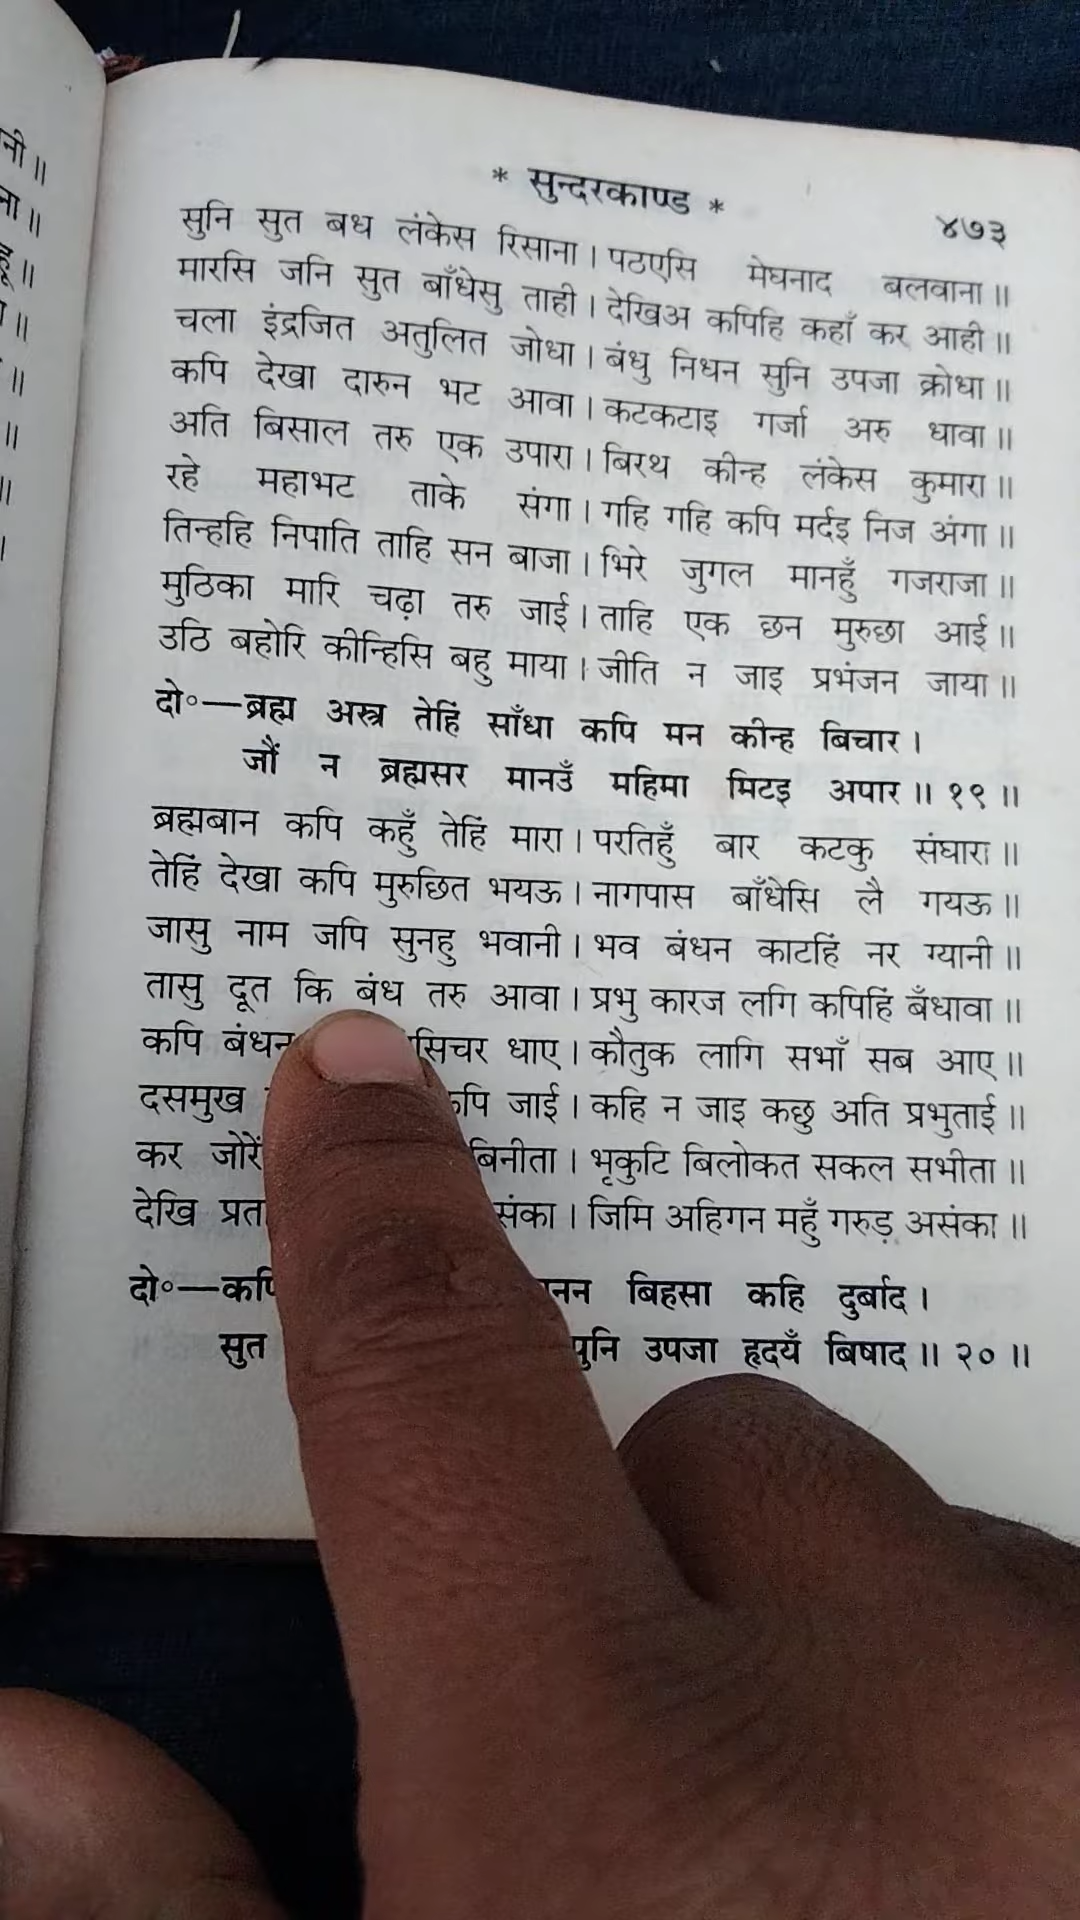 नी॥
ना॥
हू॥
॥
॥
॥
॥
।
* सुन्दरकाण्ड *
४७३
सुनि सुत बध लंकेस रिसाना। पठएसि मेघनाद बलवाना॥
मारसि जनि सुत बाँधेसु ताही। देखिअ कपिहि कहाँ कर आही॥
चला इंद्रजित अतुलित जोधा। बंधु निधन सुनि उपजा क्रोधा॥
कपि देखा दारुन भट आवा। कटकटाइ गर्जा अरु धावा॥
अति बिसाल तरु एक उपारा। बिरथ कीन्ह लंकेस कुमारा॥
रहे महाभट ताके संगा। गहि गहि कपि मर्दइ निज अंगा॥
तिन्हहि निपाति ताहि सन बाजा। भिरे जुगल मानहुँ गजराजा॥
मुठिका मारि चढ़ा तरु जाई। ताहि एक छन मुरुछा आई॥
उठि बहोरि कीन्हिसि बहु माया। जीति न जाइ प्रभंजन जाया॥
दो०—ब्रह्म अस्त्र तेहिं साँधा कपि मन कीन्ह बिचार।
जौं न ब्रह्मसर मानउँ महिमा मिटइ अपार॥ १९॥
ब्रह्मबान कपि कहुँ तेहिं मारा। परतिहुँ बार कटकु संघारा॥
तेहिं देखा कपि मुरुछित भयऊ। नागपास बाँधेसि लै गयऊ॥
जासु नाम जपि सुनहु भवानी। भव बंधन काटहिं नर ग्यानी॥
तासु दूत कि बंध तरु आवा। प्रभु कारज लगि कपिहिं बँधावा॥
कपि बंधन सिचर धाए। कौतुक लागि सभाँ सब आए॥
दसमुख कपि जाई। कहि न जाइ कछु अति प्रभुताई॥
कर जोरें बिनीता। भृकुटि बिलोकत सकल सभीता॥
देखि प्रत संका। जिमि अहिगन महुँ गरुड़ असंका॥
दो०—कपि नन बिहसा कहि दुर्बाद।
सुत पुनि उपजा हृदयँ बिषाद॥ २०॥